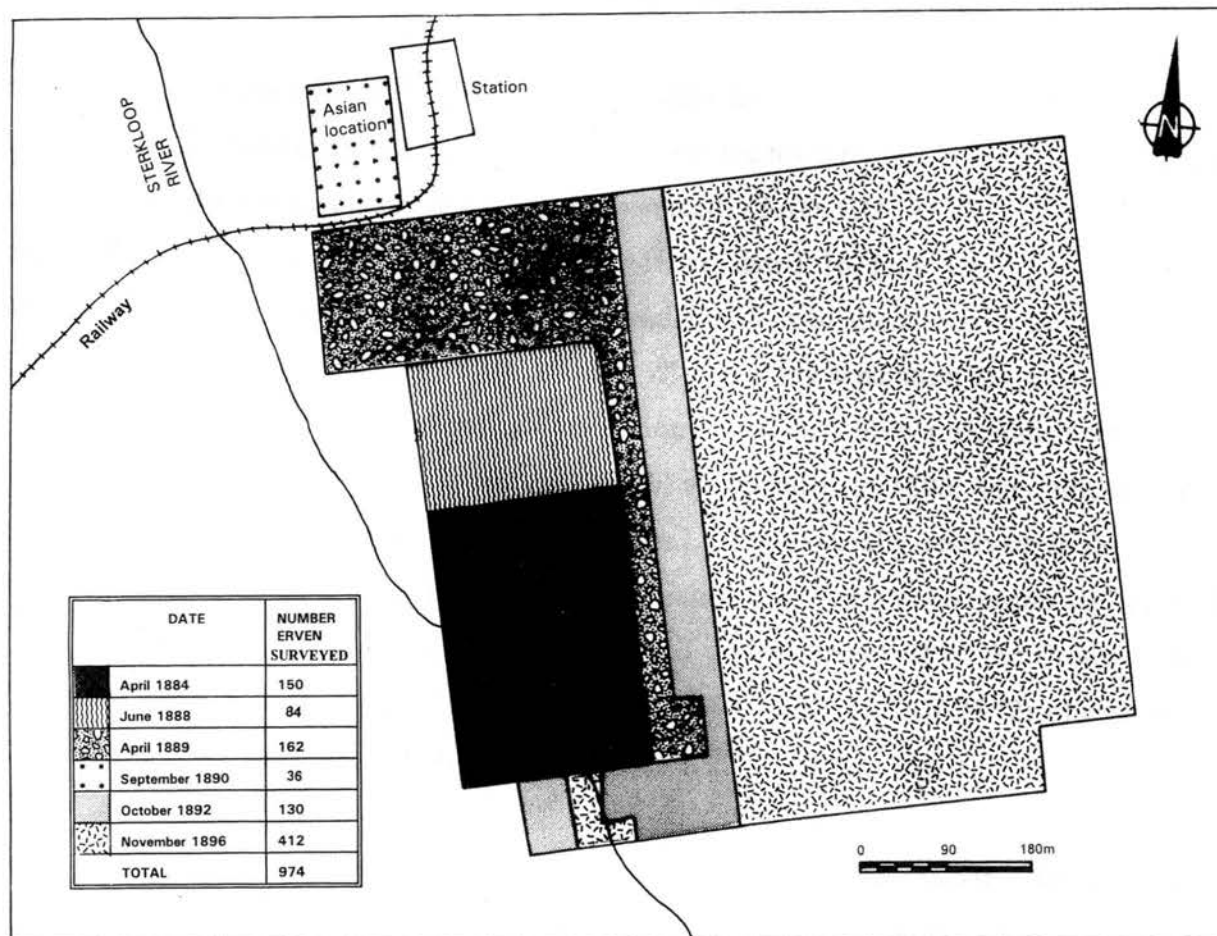 Station
Asian
location
STERKLOOP
RIVER
N
Railway
DATE NUMBER
ERVEN
SURVEYED
April 1884 150
June 1888 84
April 1889 162
September 1890 36
October 1892 130
November 1896 412
TOTAL 974
0 90 180m